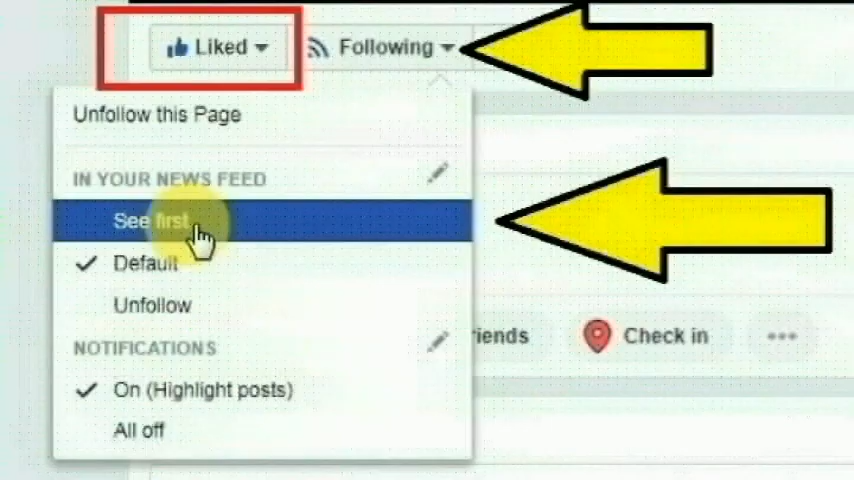 Liked Following
Unfollow this Page
IN YOUR NEWS FEED
See first
Default
Unfollow
riends Check in
NOTIFICATIONS
On (Highlight posts)
All off